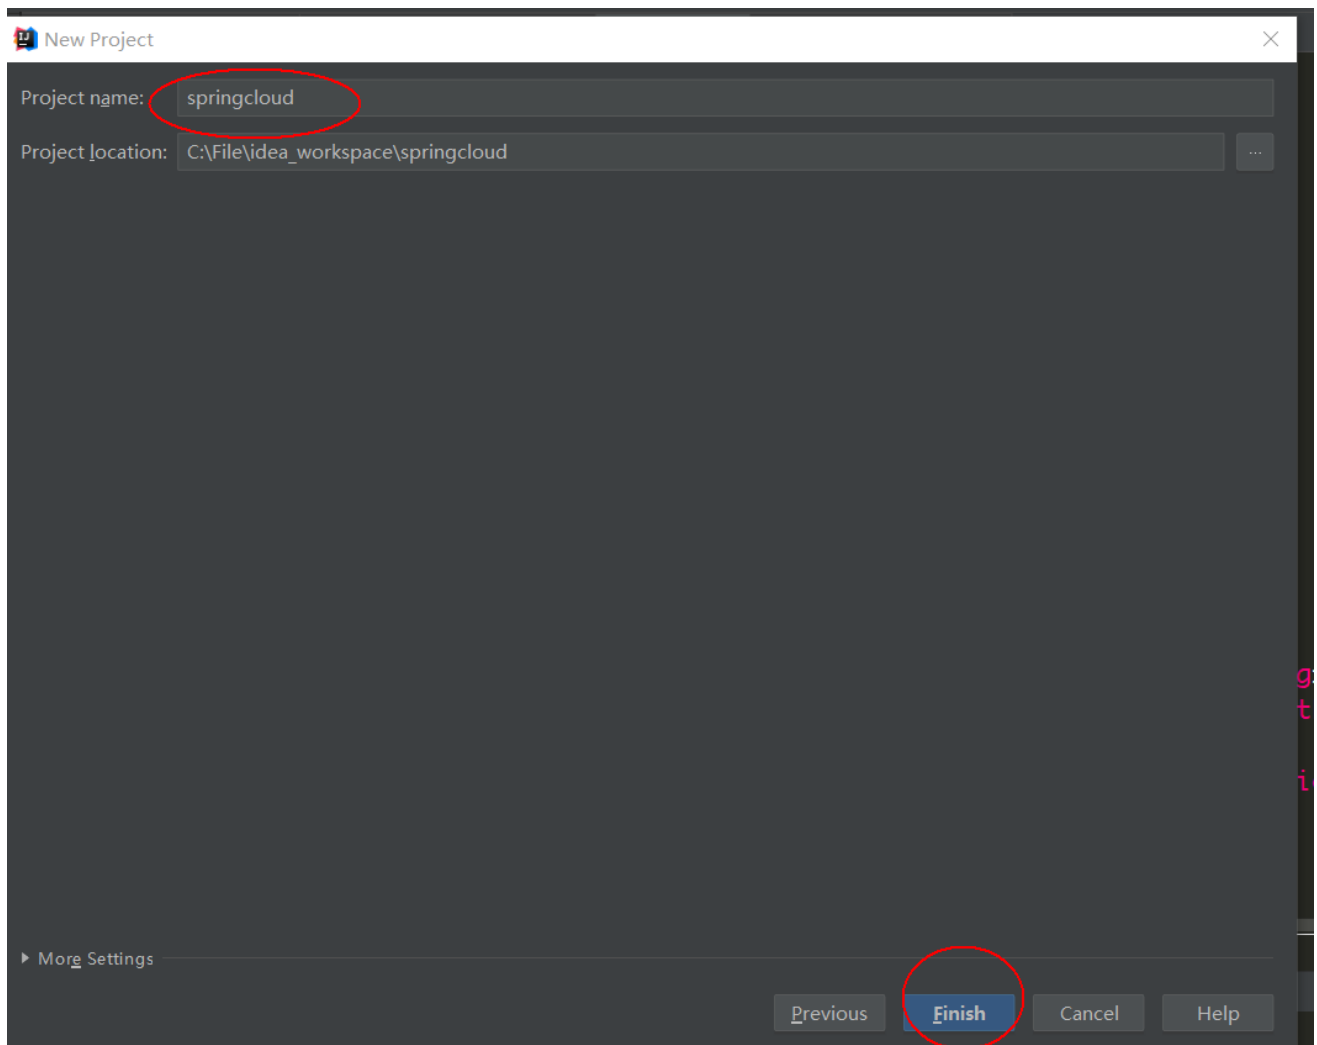 New Project
Project name: springcloud
Project location: C:\File\idea_workspace\springcloud
...
g
t
i
More Settings
Previous Finish Cancel Help